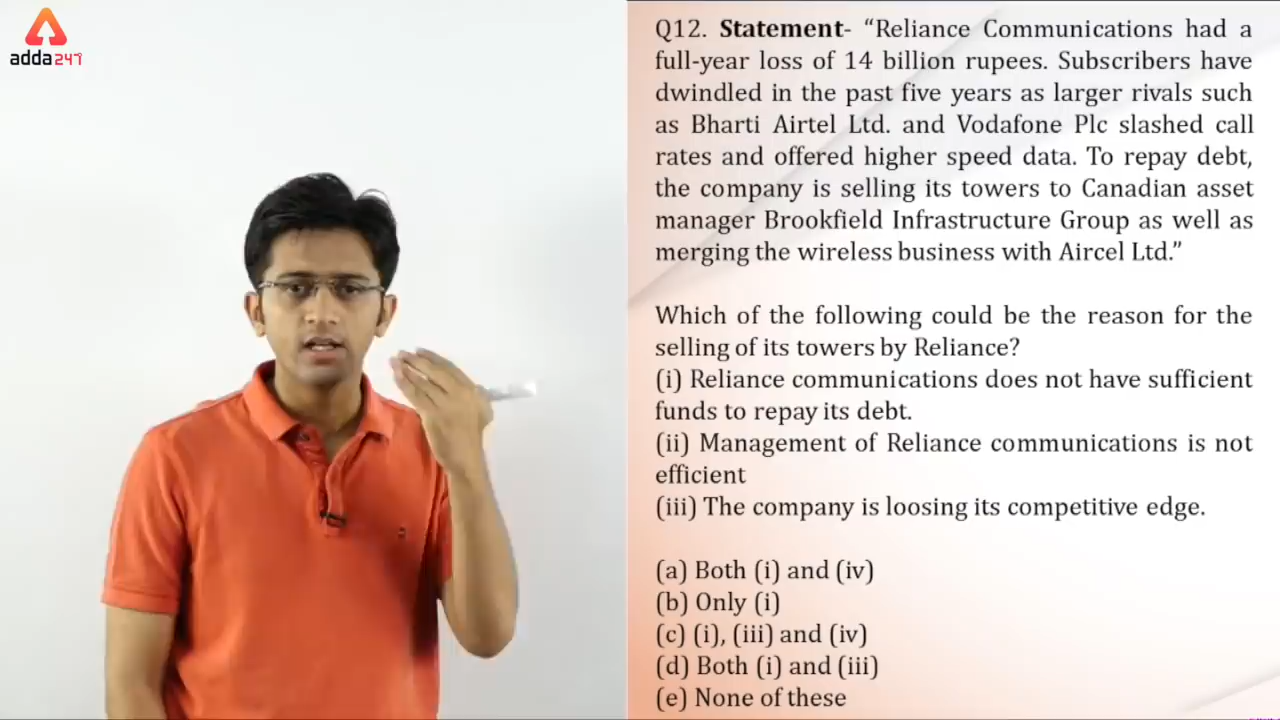 adda247
Q12. Statement- “Reliance Communications had a
full-year loss of 14 billion rupees. Subscribers have
dwindled in the past five years as larger rivals such
as Bharti Airtel Ltd. and Vodafone Plc slashed call
rates and offered higher speed data. To repay debt,
the company is selling its towers to Canadian asset
manager Brookfield Infrastructure Group as well as
merging the wireless business with Aircel Ltd.”
Which of the following could be the reason for the
selling of its towers by Reliance?
(i) Reliance communications does not have sufficient
funds to repay its debt.
(ii) Management of Reliance communications is not
efficient
(iii) The company is loosing its competitive edge.
(a) Both (i) and (iv)
(b) Only (i)
(c) (i), (iii) and (iv)
(d) Both (i) and (iii)
(e) None of these